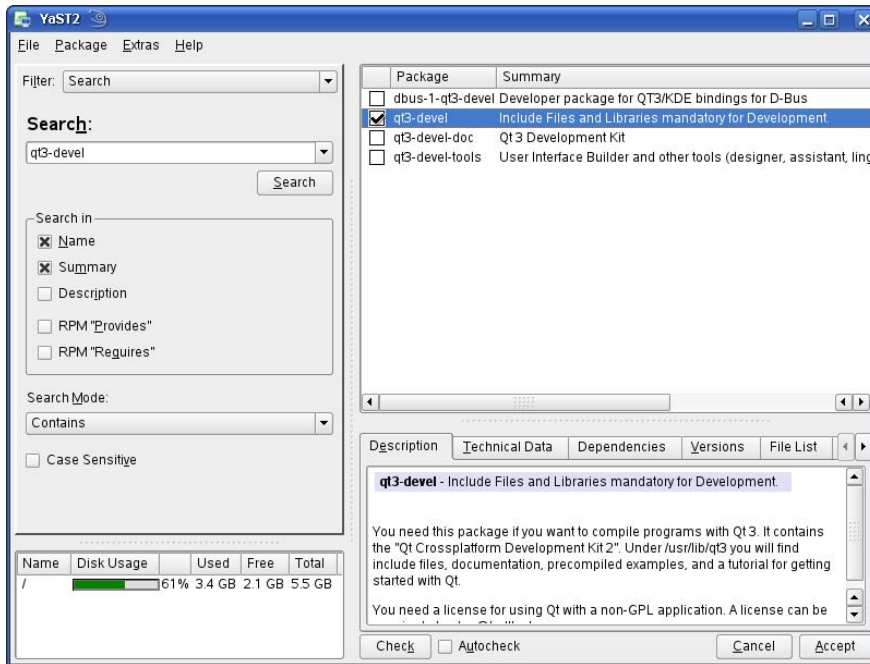 YaST2
File Package Extras Help
Filter: Search
Search:
qt3-devel
Search
Search in
Name
Summary
Description
RPM "Provides"
RPM "Requires"
Search Mode:
Contains
Case Sensitive
Name Disk Usage Used Free Total
/ 61% 3.4 GB 2.1 GB 5.5 GB
Package Summary
dbus-1-qt3-devel Developer package for QT3/KDE bindings for D-Bus
qt3-devel Include Files and Libraries mandatory for Development.
qt3-devel-doc Qt 3 Development Kit
qt3-devel-tools User Interface Builder and other tools (designer, assistant, ling
Description Technical Data Dependencies Versions File List
qt3-devel - Include Files and Libraries mandatory for Development.
You need this package if you want to compile programs with Qt 3. It contains
the "Qt Crossplatform Development Kit 2". Under /usr/lib/qt3 you will find
include files, documentation, precompiled examples, and a tutorial for getting
started with Qt.
You need a license for using Qt with a non-GPL application. A license can be
Check Autocheck Cancel Accept